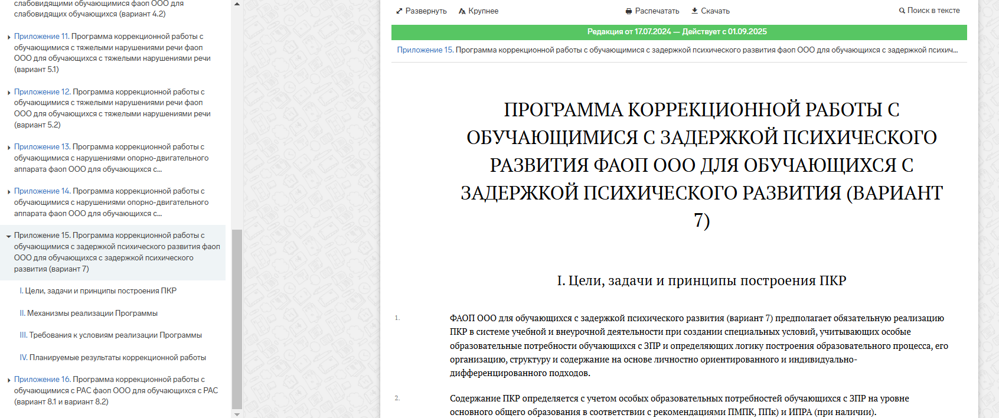 слабовидящими обучающимися фаоп ООО для
слабовидящих обучающихся (вариант 4.2)
Приложение 11. Программа коррекционной работы с
обучающимися с тяжелыми нарушениями речи фаоп
ООО для обучающихся с тяжелыми нарушениями речи
(вариант 5.1)
Приложение 12. Программа коррекционной работы с
обучающимися с тяжелыми нарушениями речи фаоп
ООО для обучающихся с тяжелыми нарушениями речи
(вариант 5.2)
Приложение 13. Программа коррекционной работы с
обучающимися с нарушениями опорно-двигательного
аппарата фаоп ООО для обучающихся с...
Приложение 14. Программа коррекционной работы с
обучающимися с нарушениями опорно-двигательного
аппарата фаоп ООО для обучающихся с...
Приложение 15. Программа коррекционной работы с
обучающимися с задержкой психического развития фаоп
ООО для обучающихся с задержкой психического
развития (вариант 7)
I. Цели, задачи и принципы построения ПКР
II. Механизмы реализации Программы
III. Требования к условиям реализации Программы
IV. Планируемые результаты коррекционной работы
Приложение 16. Программа коррекционной работы с
обучающимися с РАС фаоп ООО для обучающихся с РАС
(вариант 8.1 и вариант 8.2)
Развернуть Крупнее Распечатать Скачать Поиск в тексте
Редакция от 17.07.2024 — Действует с 01.09.2025
Приложение 15. Программа коррекционной работы с обучающимися с задержкой психического развития фаоп ООО для обучающихся с задержкой психич...
ПРОГРАММА КОРРЕКЦИОННОЙ РАБОТЫ С
ОБУЧАЮЩИМИСЯ С ЗАДЕРЖКОЙ ПСИХИЧЕСКОГО
РАЗВИТИЯ ФАОП ООО ДЛЯ ОБУЧАЮЩИХСЯ С
ЗАДЕРЖКОЙ ПСИХИЧЕСКОГО РАЗВИТИЯ (ВАРИАНТ
7)
I. Цели, задачи и принципы построения ПКР
1. ФАОП ООО для обучающихся с задержкой психического развития (вариант 7) предполагает обязательную реализацию
ПКР в системе учебной и внеурочной деятельности при создании специальных условий, учитывающих особые
образовательные потребности обучающихся с ЗПР и определяющих логику построения образовательного процесса, его
организацию, структуру и содержание на основе личностно ориентированного и индивидуально-
дифференцированного подходов.
2. Содержание ПКР определяется с учетом особых образовательных потребностей обучающихся с ЗПР на уровне
основного общего образования в соответствии с рекомендациями ПМПК, ППк) и ИПРА (при наличии).